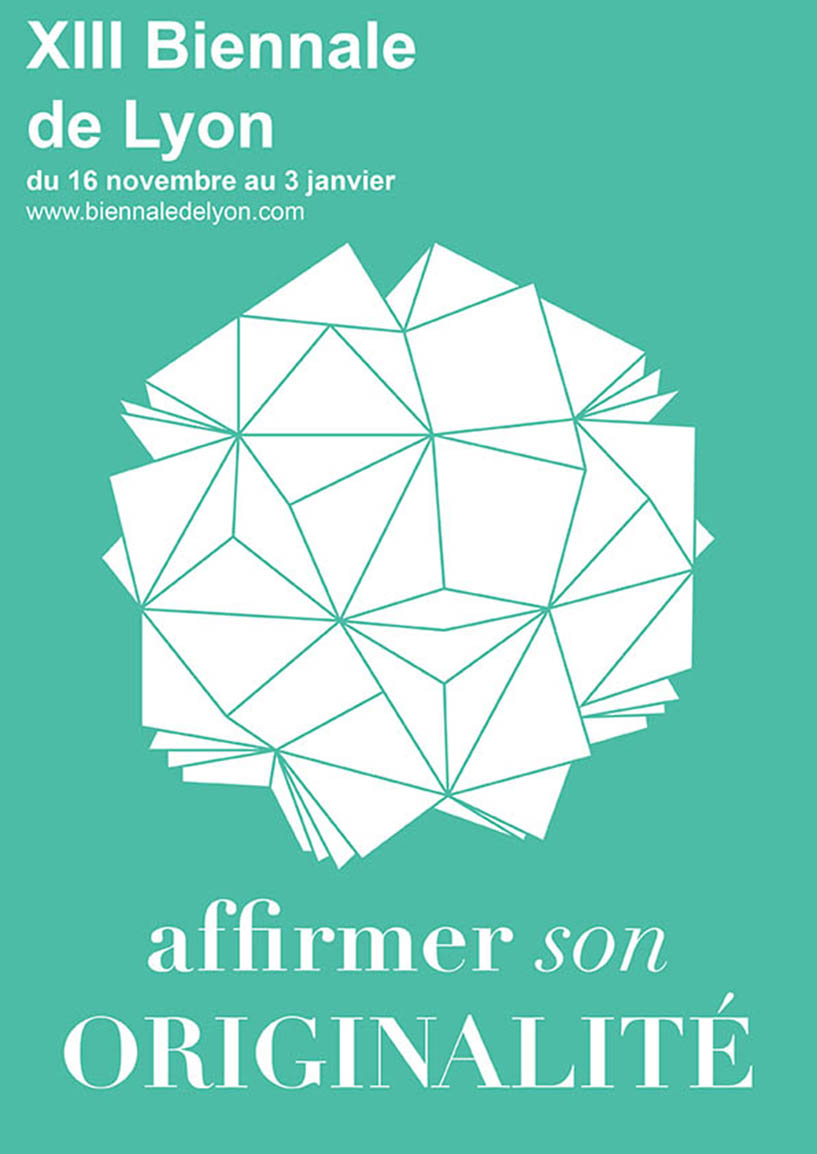 XIII Biennale
de Lyon
du 16 novembre au 3 janvier
www.biennaledelyon.com
affirmer son
ORIGINALITÉ